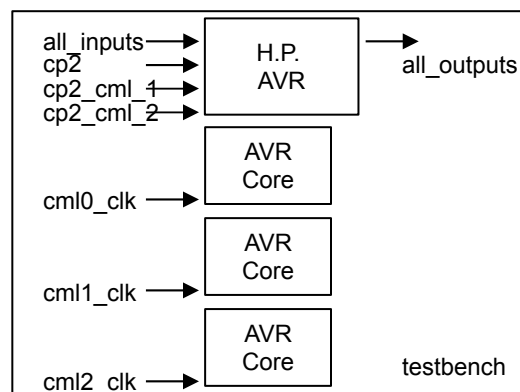 all_inputs
cp2
cp2_cml_1
cp2_cml_2
H.P.
AVR
all_outputs
AVR
Core
cml0_clk
AVR
Core
cml1_clk
AVR
Core
cml2_clk
testbench